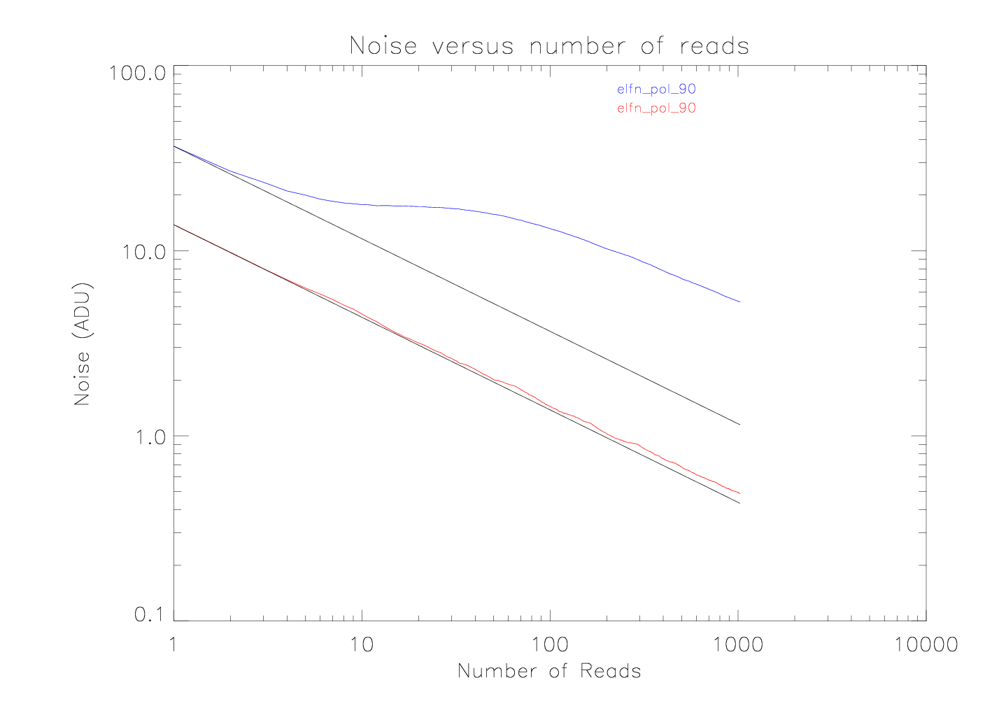 Noise versus number of reads
elfn_pol_90
elfn_pol_90
100.0
10.0
1.0
0.1
Noise (ADU)
1 10 100 1000 10000
Number of Reads